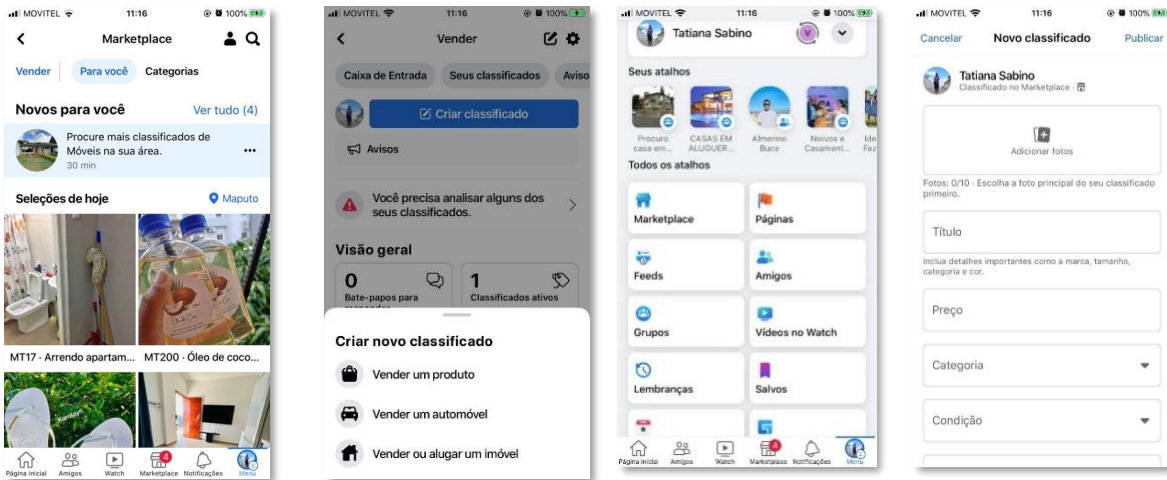 MOVITEL 11:16 100%
Marketplace
Vender Para você Categorias
Novos para você Ver tudo (4)
Procure mais classificados de
Móveis na sua área.
30 min
Seleções de hoje Maputo
MT17 · Arrendo apartam... MT200 · Óleo de coco...
Karolayn
4
Página inicial Amigos Watch Marketplace Notificações Menu
MOVITEL 11:16 100%
Vender
Caixa de Entrada Seus classificados Aviso
Criar classificado
Avisos
Você precisa analisar alguns dos
seus classificados.
Visão geral
0 1
Bate-papos para Classificados ativos
Criar novo classificado
Vender um produto
Vender um automóvel
Vender ou alugar um imóvel
MOVITEL 11:16 100%
Tatiana Sabino V
Seus atalhos
Procuro CASAS EM Almerino Noivos e
casa em... ALUGUER... Buce Casament...
Todos os atalhos
Marketplace Páginas
Feeds Amigos
Grupos Vídeos no Watch
Lembranças Salvos
4
Página inicial Amigos Watch Marketplace Notificações Menu
MOVITEL 11:16 100%
Cancelar Novo classificado Publicar
Tatiana Sabino
Classificado no Marketplace ·
Adicionar fotos
Fotos: 0/10 · Escolha a foto principal do seu classificado
primeiro.
Título
Inclua detalhes importantes como a marca, tamanho,
categoria e cor.
Preço
Categoria
Condição